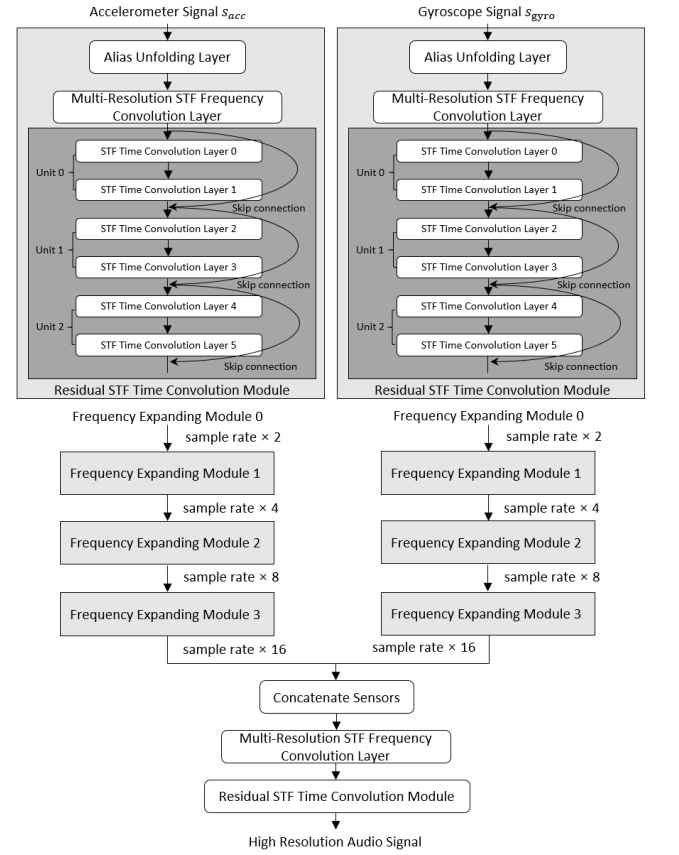 Accelerometer Signal s_acc
Alias Unfolding Layer
Multi-Resolution STF Frequency
Convolution Layer
STF Time Convolution Layer 0
Unit 0
STF Time Convolution Layer 1
Skip connection
STF Time Convolution Layer 2
Unit 1
STF Time Convolution Layer 3
Skip connection
STF Time Convolution Layer 4
Unit 2
STF Time Convolution Layer 5
Skip connection
Residual STF Time Convolution Module
Frequency Expanding Module 0
sample rate × 2
Frequency Expanding Module 1
sample rate × 4
Frequency Expanding Module 2
sample rate × 8
Frequency Expanding Module 3
sample rate × 16
Gyroscope Signal s_gyro
Alias Unfolding Layer
Multi-Resolution STF Frequency
Convolution Layer
STF Time Convolution Layer 0
Unit 0
STF Time Convolution Layer 1
Skip connection
STF Time Convolution Layer 2
Unit 1
STF Time Convolution Layer 3
Skip connection
STF Time Convolution Layer 4
Unit 2
STF Time Convolution Layer 5
Skip connection
Residual STF Time Convolution Module
Frequency Expanding Module 0
sample rate × 2
Frequency Expanding Module 1
sample rate × 4
Frequency Expanding Module 2
sample rate × 8
Frequency Expanding Module 3
sample rate × 16
Concatenate Sensors
Multi-Resolution STF Frequency
Convolution Layer
Residual STF Time Convolution Module
High Resolution Audio Signal